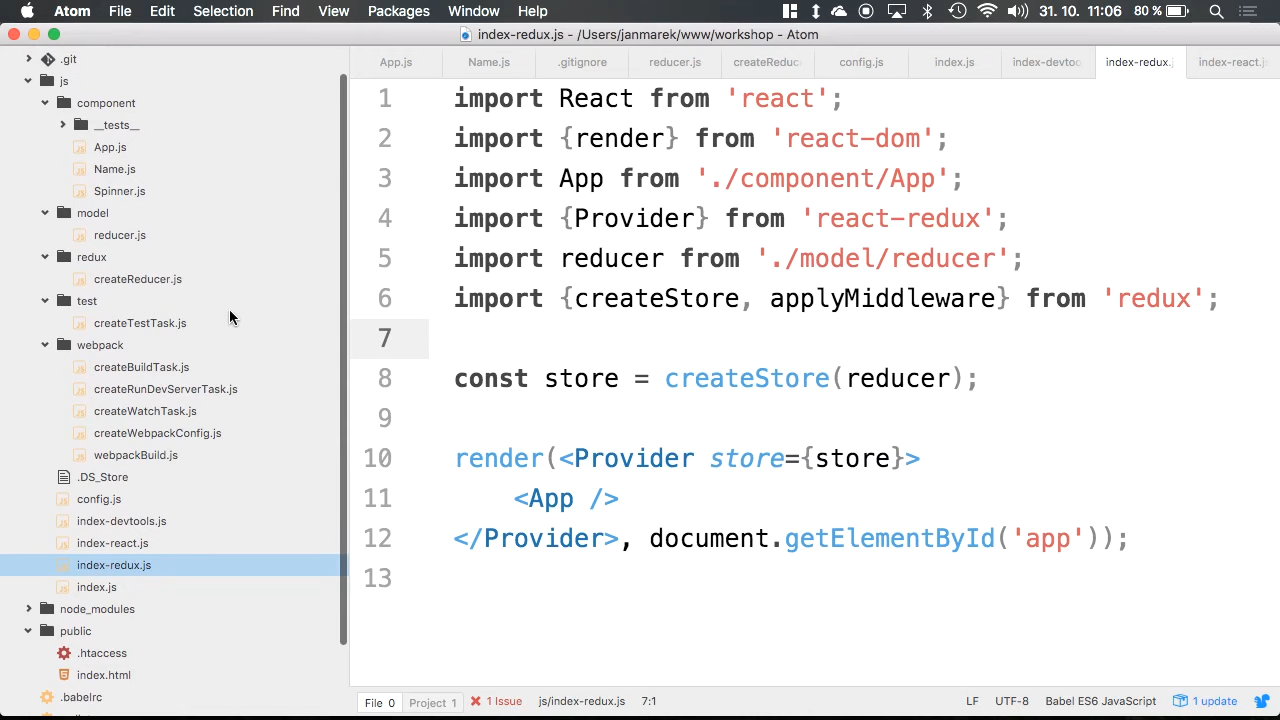 Atom File Edit Selection Find View Packages Window Help 31. 10. 11:06 80 %
index-redux.js - /Users/janmarek/www/workshop - Atom
App.js Name.js .gitignore reducer.js createReduc config.js index.js index-devtoo index-redux. index-react.j
.git
js
component
__tests__
App.js
Name.js
Spinner.js
model
reducer.js
redux
createReducer.js
test
createTestTask.js
webpack
createBuildTask.js
createRunDevServerTask.js
createWatchTask.js
createWebpackConfig.js
webpackBuild.js
.DS_Store
config.js
index-devtools.js
index-react.js
index-redux.js
index.js
node_modules
public
.htaccess
index.html
.babelrc
1 import React from 'react';
2 import {render} from 'react-dom';
3 import App from './component/App';
4 import {Provider} from 'react-redux';
5 import reducer from './model/reducer';
6 import {createStore, applyMiddleware} from 'redux';
7
8 const store = createStore(reducer);
9
10 render(<Provider store={store}>
11 <App />
12 </Provider>, document.getElementById('app'));
13
File 0 Project 1 1 Issue js/index-redux.js 7:1 LF UTF-8 Babel ES6 JavaScript 1 update